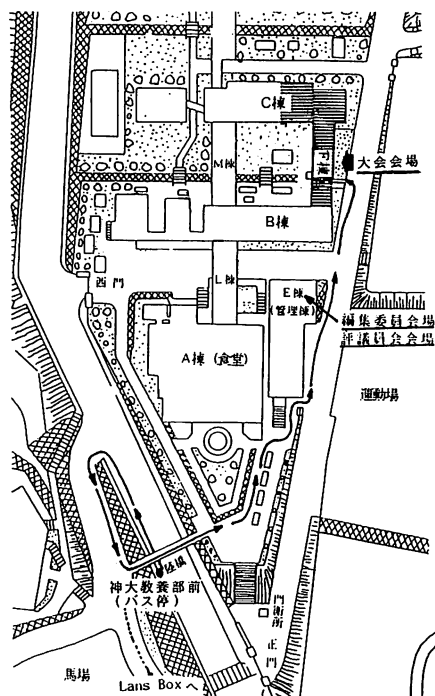 C棟
M棟
大会会場
B棟
西門
L棟
E棟
(管理棟)
編集委員会会場
評議員会会場
A棟(食堂)
運動場
神大教養部前
(バス停)
門衛所
正門
馬場
Lans Boxへ